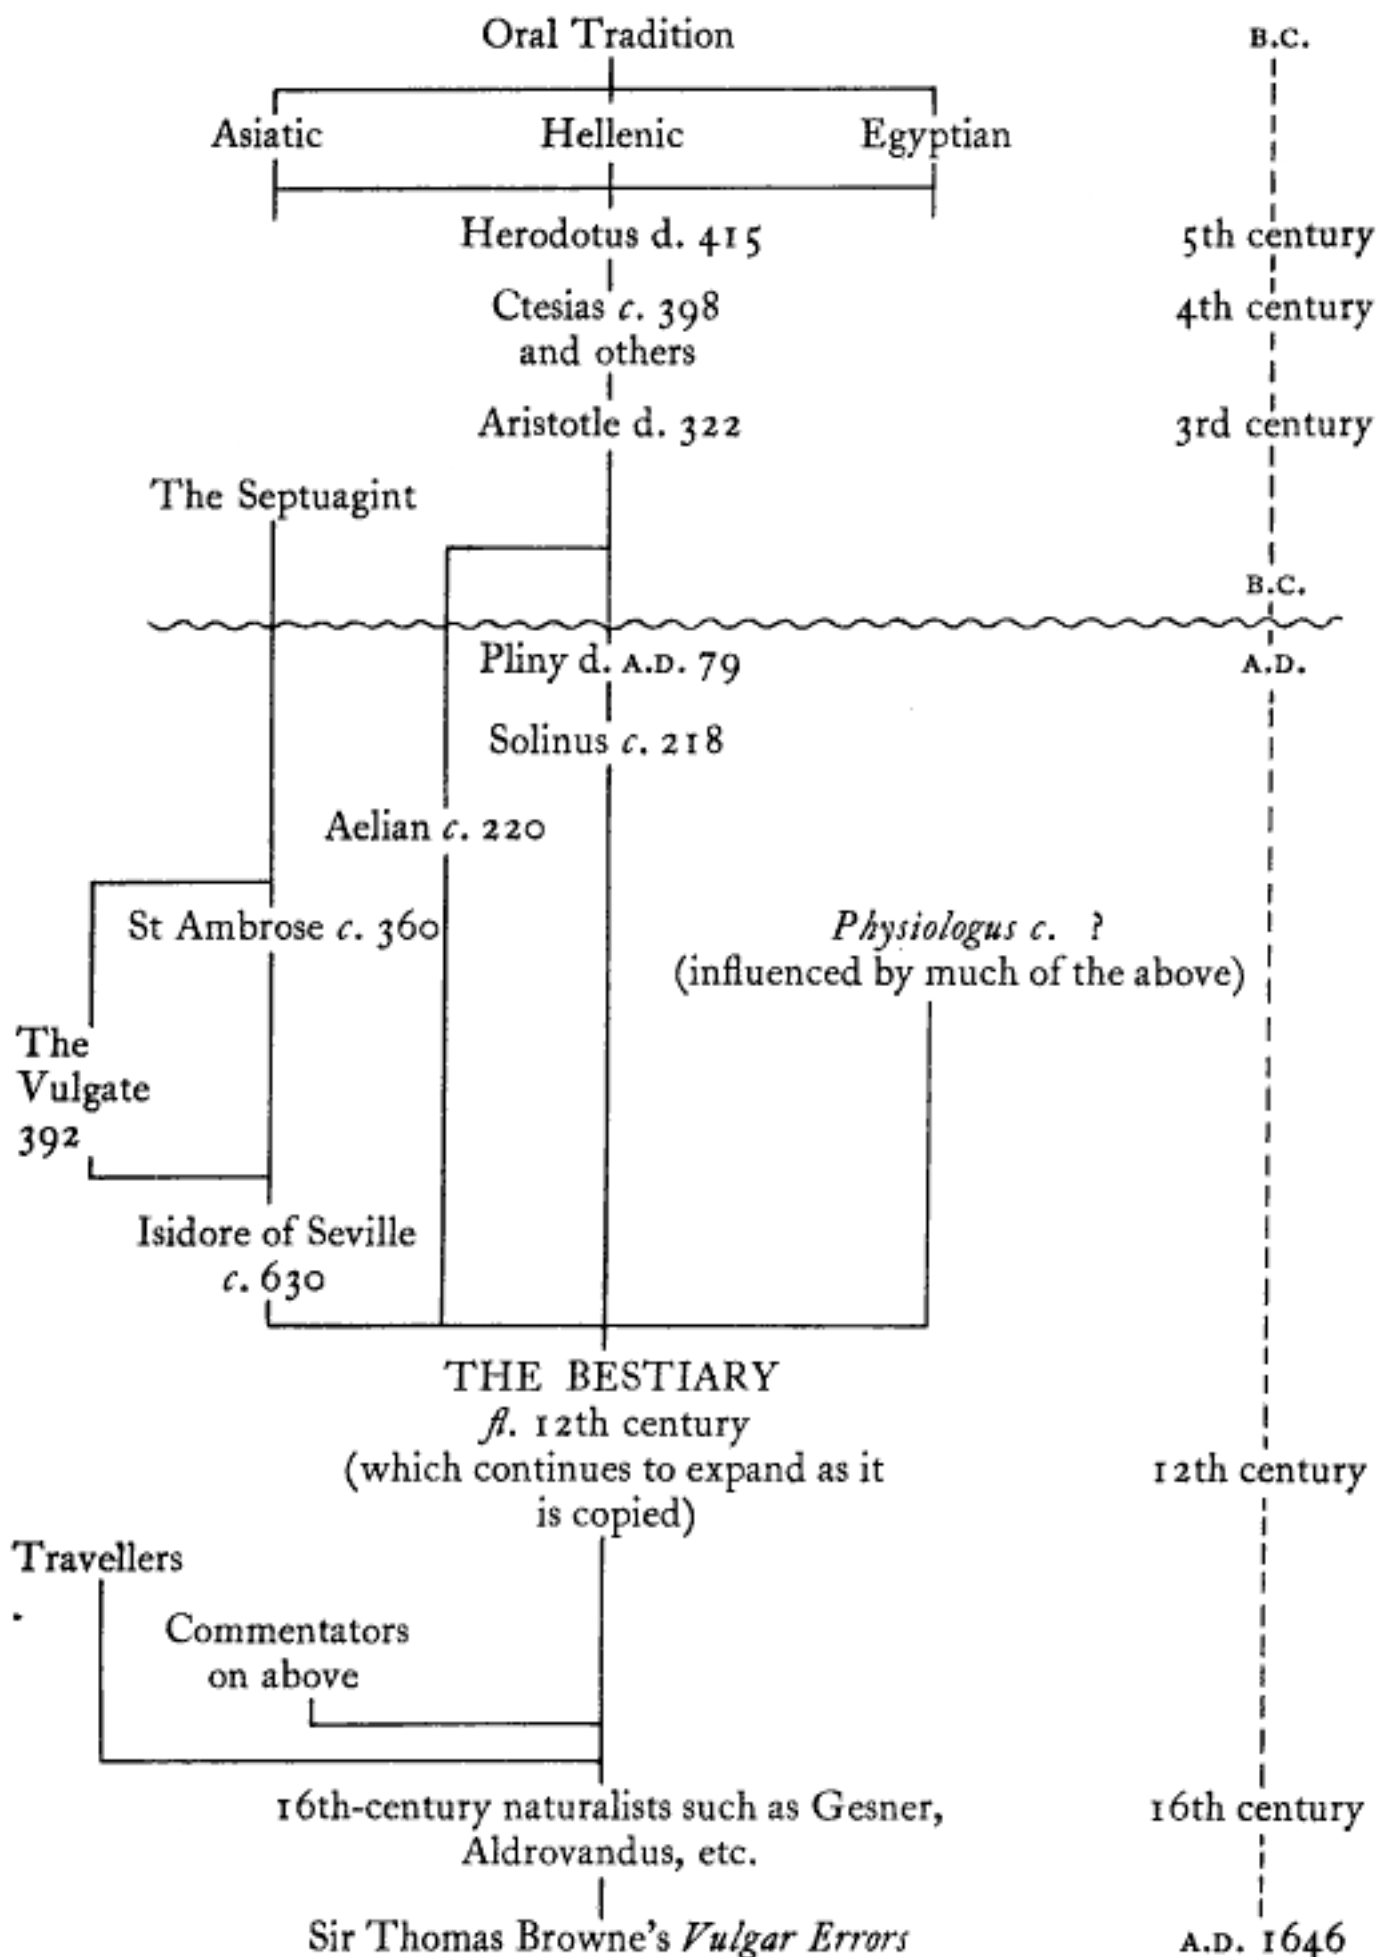 Oral Tradition B.C.
Asiatic Hellenic Egyptian
Herodotus d. 415 5th century
Ctesias c. 398 4th century
and others
Aristotle d. 322 3rd century
The Septuagint
B.C.
Pliny d. A.D. 79 A.D.
Solinus c. 218
Aelian c. 220
St Ambrose c. 360 Physiologus c. ?
(influenced by much of the above)
The
Vulgate
392
Isidore of Seville
c. 630
THE BESTIARY
fl. 12th century
(which continues to expand as it 12th century
is copied)
Travellers
Commentators
on above
16th-century naturalists such as Gesner, 16th century
Aldrovandus, etc.
Sir Thomas Browne's Vulgar Errors A.D. 1646